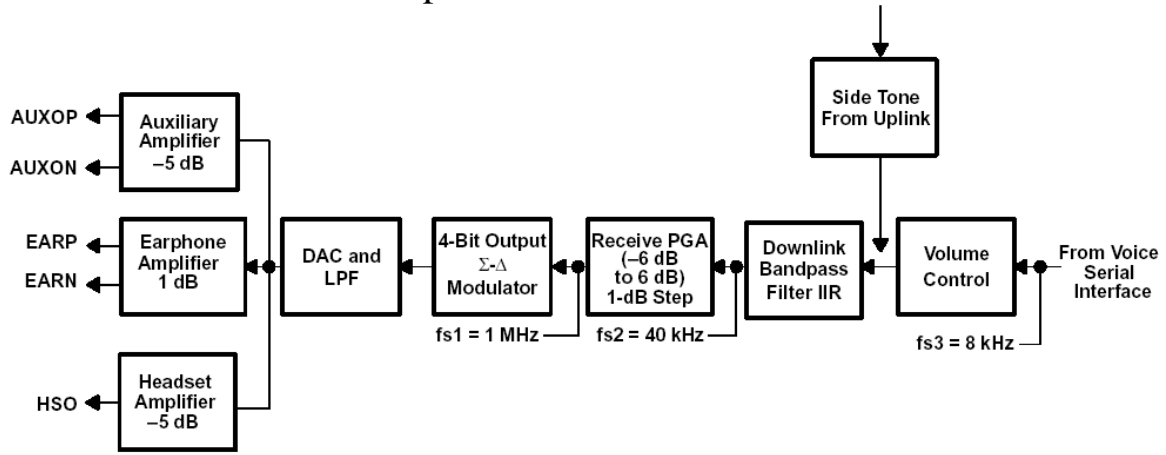 Side Tone
From Uplink
AUXOP
AUXON
Auxiliary
Amplifier
–5 dB
EARP
EARN
Earphone
Amplifier
1 dB
DAC and
LPF
4-Bit Output
Σ-Δ
Modulator
Receive PGA
(–6 dB
to 6 dB)
1-dB Step
Downlink
Bandpass
Filter IIR
Volume
Control
From Voice
Serial
Interface
fs1 = 1 MHz
fs2 = 40 kHz
fs3 = 8 kHz
HSO
Headset
Amplifier
–5 dB